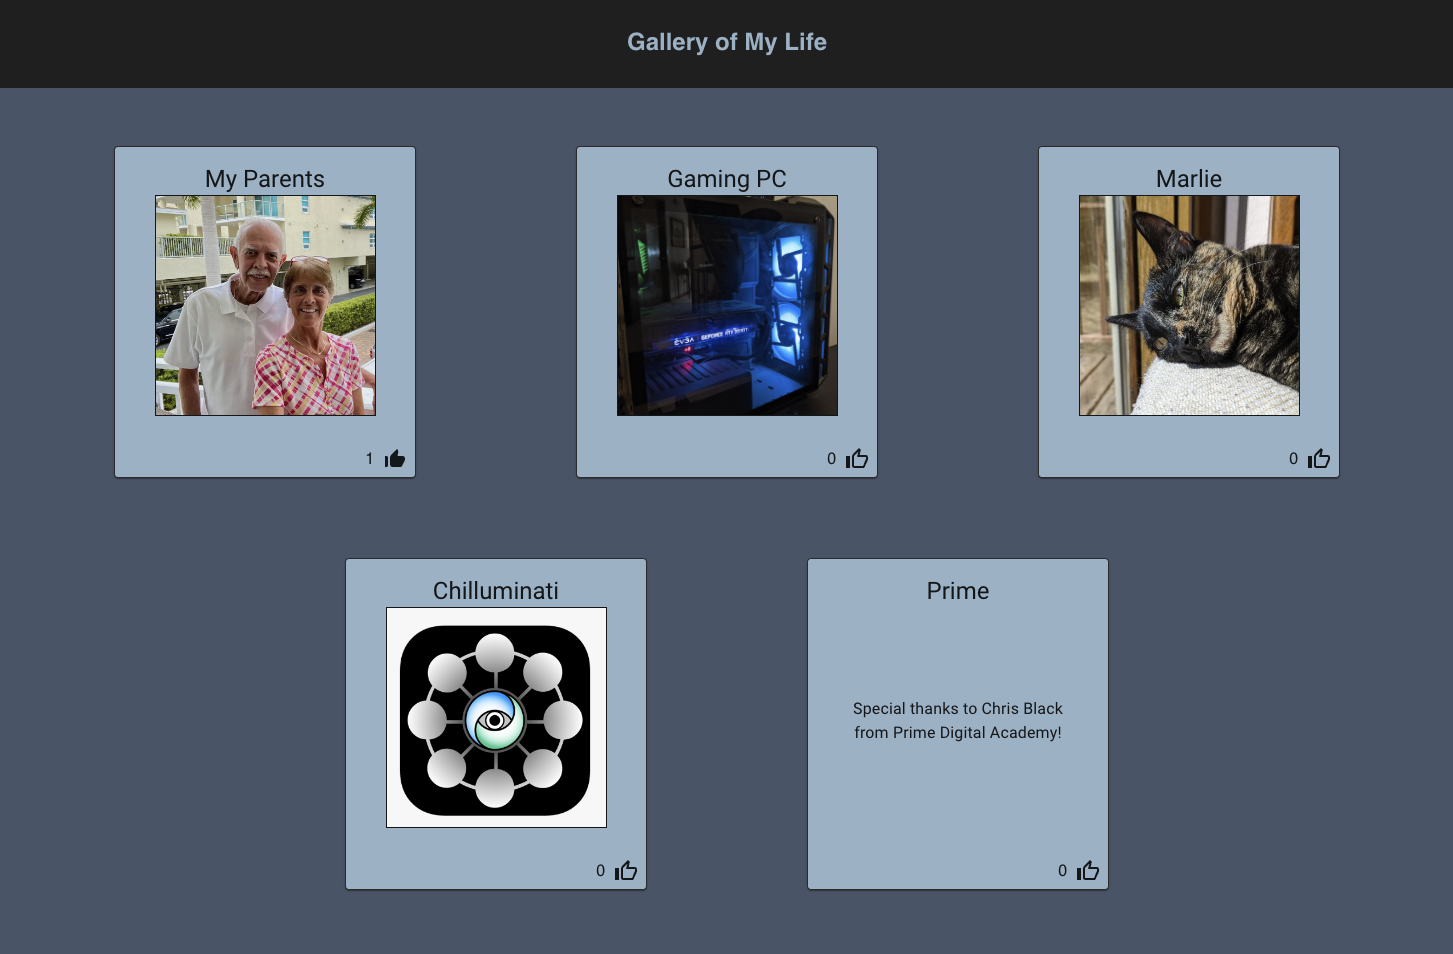 Gallery of My Life
My Parents
Gaming PC
Marlie
EVGA GEFORCE RTX
1
0
0
Chilluminati
Prime
Special thanks to Chris Black
from Prime Digital Academy!
0
0